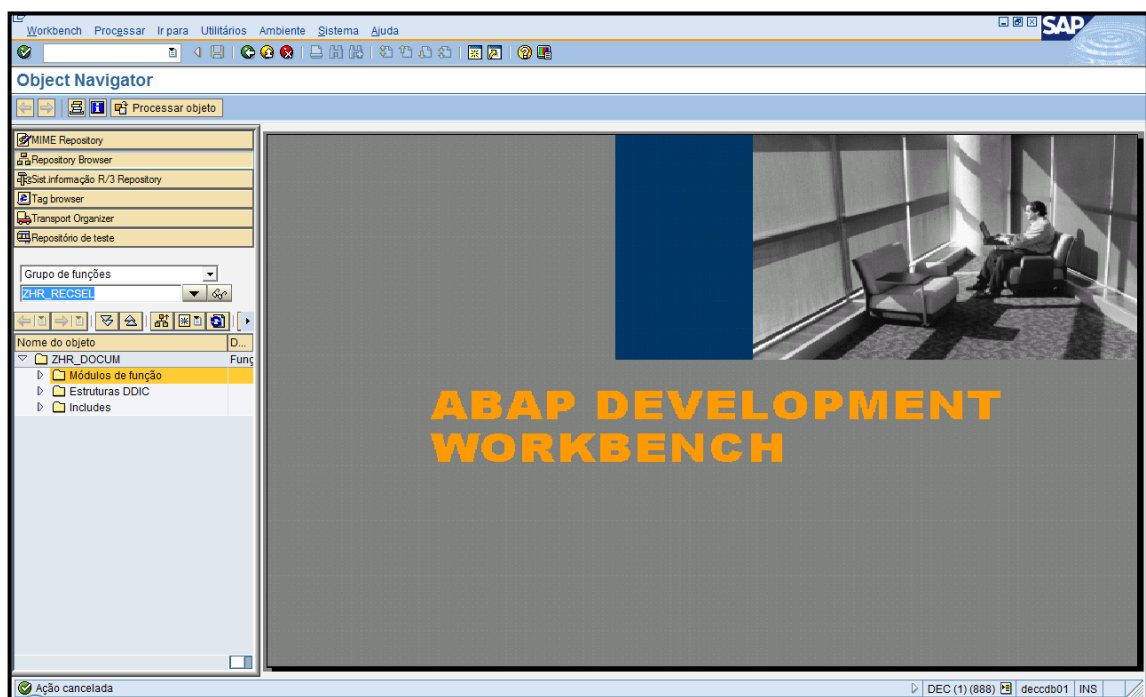 Workbench Processar Ir para Utilitários Ambiente Sistema Ajuda
SAP
Object Navigator
Processar objeto
MIME Repository
Repository Browser
Sist.informação R/3 Repository
Tag browser
Transport Organizer
Repositório de teste
Grupo de funções
ZHR_RECSEL
Nome do objeto D...
ZHR_DOCUM Funç
Módulos de função
Estruturas DDIC
Includes
ABAP DEVELOPMENT
WORKBENCH
Ação cancelada DEC (1) (888) deccdb01 INS